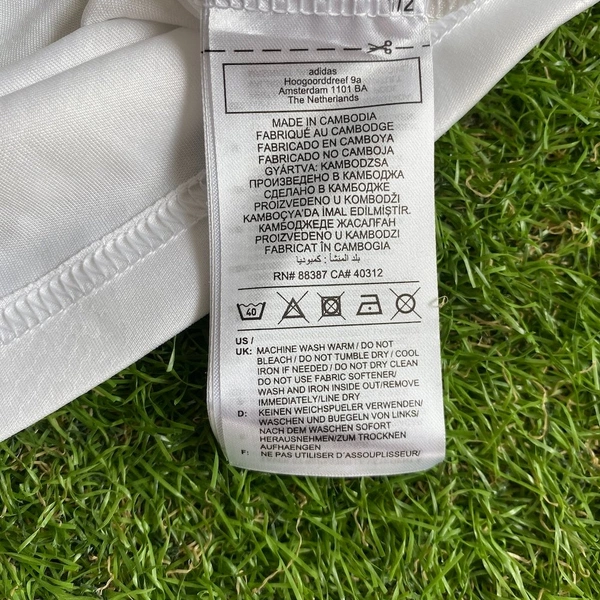 1/2
adidas
Hoogoorddreef 9a
Amsterdam 1101 BA
The Netherlands
MADE IN CAMBODIA
FABRIQUÉ AU CAMBODGE
FABRICADO EN CAMBOYA
FABRICADO NO CAMBOJA
GYÁRTVA: KAMBODZSA
ПРОИЗВЕДЕНО В КАМБОДЖА
СДЕЛАНО В КАМБОДЖЕ
PROIZVEDENO U KOMBODŽI
KAMBOÇYA'DA İMAL EDİLMİŞTİR.
КАМБОДЖЕДЕ ЖАСАЛҒАН
PROIZVEDENO U KAMBODZI
FABRICAT ÎN CAMBOGIA
بلد المنشأ : كمبوديا
RN# 88387 CA# 40312
40
US /
UK: MACHINE WASH WARM / DO NOT
BLEACH / DO NOT TUMBLE DRY / COOL
IRON IF NEEDED / DO NOT DRY CLEAN
DO NOT USE FABRIC SOFTENER/
WASH AND IRON INSIDE OUT/REMOVE
IMMEDIATELY/LINE DRY
D: KEINEN WEICHSPUELER VERWENDEN/
WASCHEN UND BUEGELN VON LINKS/
NACH DEM WASCHEN SOFORT
HERAUSNEHMEN/ZUM TROCKNEN
AUFHAENGEN
F: NE PAS UTILISER D'ASSOUPLISSEUR/